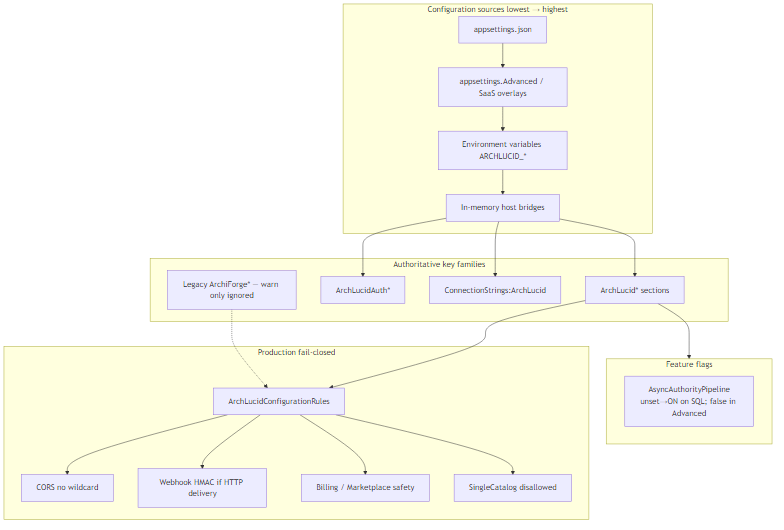 Configuration sources lowest → highest
appsettings.json
appsettings.Advanced /
SaaS overlays
Environment variables
ARCHLUCID_*
In-memory host bridges
Authoritative key families
Legacy ArchiForge* — warn
only ignored
ArchLucidAuth*
ConnectionStrings:ArchLucid
ArchLucid* sections
Production fail-closed
ArchLucidConfigurationRules
CORS no wildcard
Webhook HMAC if HTTP
delivery
Billing / Marketplace safety
SingleCatalog disallowed
Feature flags
AsyncAuthorityPipeline
unset→ON on SQL; false in
Advanced